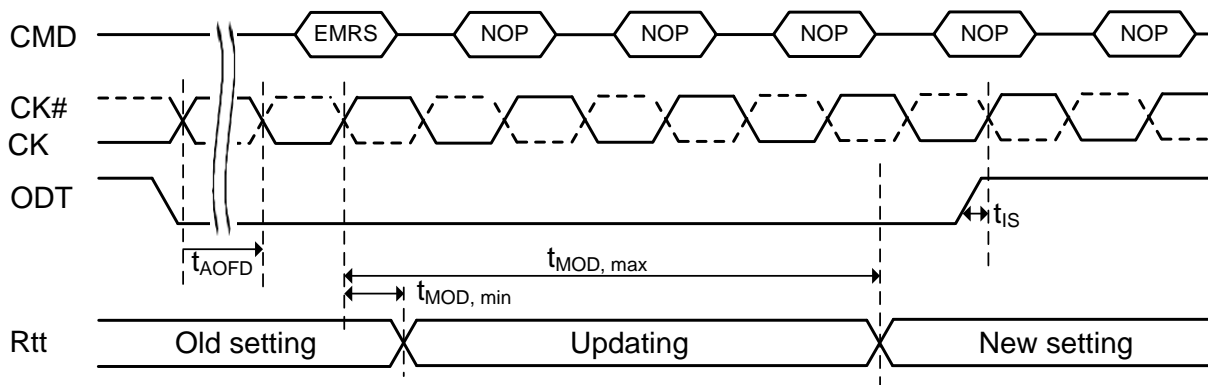 CMD EMRS NOP NOP NOP NOP NOP
CK#
CK
ODT
tIS
tAOFD
tMOD, max
tMOD, min
Rtt Old setting Updating New setting